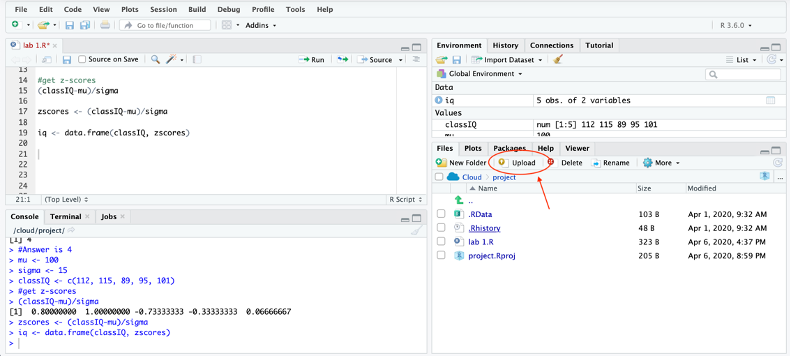 File Edit Code View Plots Session Build Debug Profile Tools Help
Go to file/function Addins R 3.6.0
lab 1.R*
Source on Save Run Source
13
14 #get z-scores
15 (classIQ-mu)/sigma
16
17 zscores <- (classIQ-mu)/sigma
18
19 iq <- data.frame(classIQ, zscores)
20
21
22
23
24
21:1 (Top Level) R Script
Console Terminal Jobs
/cloud/project/
[1] 4
> #Answer is 4
> mu <- 100
> sigma <- 15
> classIQ <- c(112, 115, 89, 95, 101)
> #get z-scores
> (classIQ-mu)/sigma
[1] 0.80000000 1.00000000 -0.73333333 -0.33333333 0.06666667
> zscores <- (classIQ-mu)/sigma
> iq <- data.frame(classIQ, zscores)
>
Environment History Connections Tutorial
Import Dataset List
Global Environment
Data
iq 5 obs. of 2 variables
Values
classIQ num [1:5] 112 115 89 95 101
mu 100
Files Plots Packages Help Viewer
New Folder Upload Delete Rename More
Cloud > project ...
Name Size Modified
..
.RData 103 B Apr 1, 2020, 9:32 AM
.Rhistory 48 B Apr 1, 2020, 9:32 AM
lab 1.R 323 B Apr 6, 2020, 4:37 PM
project.Rproj 205 B Apr 6, 2020, 8:59 PM